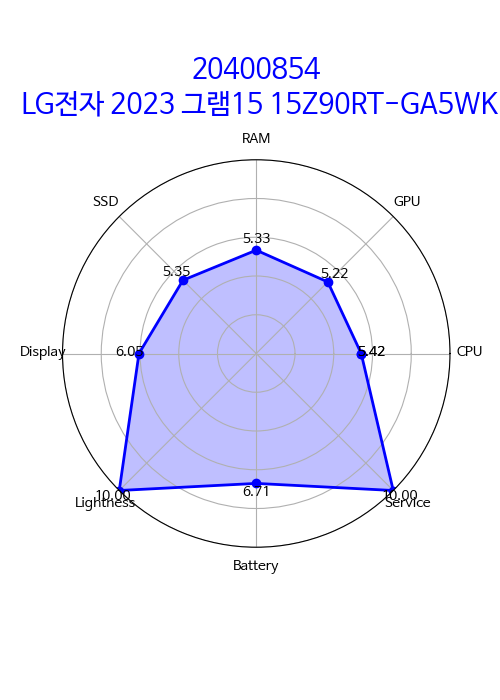 20400854
LG전자 2023 그램15 15Z90RT-GA5WK
RAM
SSD
GPU
5.33
5.35
5.22
Display
6.05
5.42
CPU
10.00
6.71
10.00
Lightness
Service
Battery